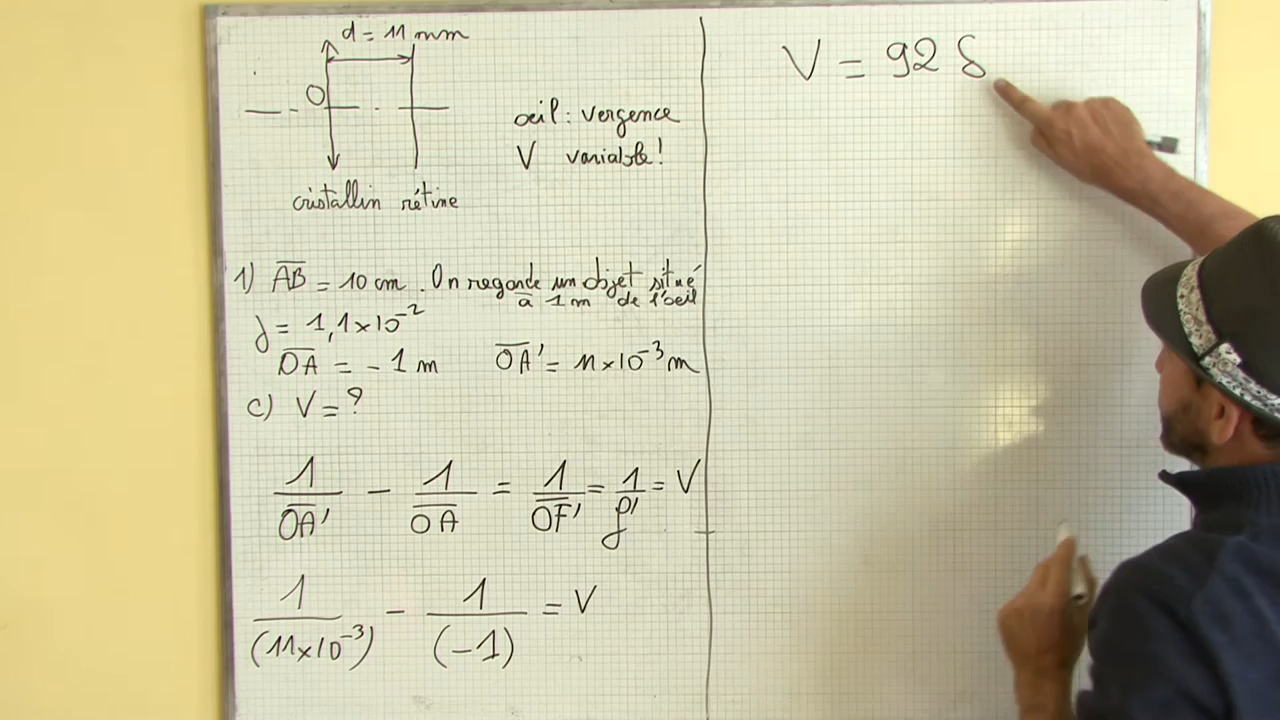 d = 11 mm
O
cristallin rétine
œil : vergence
V variable !
1) AB = 10 cm . On regarde un objet situé
à 1 m de l'oeil
γ = 1,1×10⁻²
OA = - 1 m OA' = 11×10⁻³ m
c) V = ?
1/OA' - 1/OA = 1/OF' = 1/f' = V
1/(11×10⁻³) - 1/(-1) = V
V = 92 δ